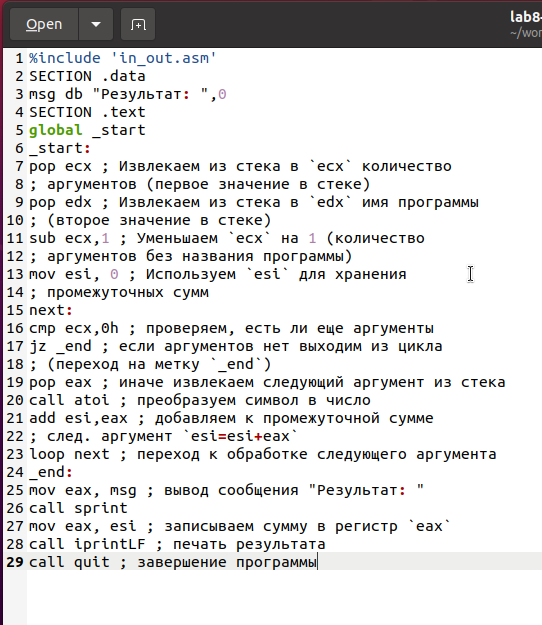 Open
lab8-
~/wor
1 %include 'in_out.asm'
2 SECTION .data
3 msg db "Результат: ",0
4 SECTION .text
5 global _start
6 _start:
7 pop ecx ; Извлекаем из стека в `ecx` количество
8 ; аргументов (первое значение в стеке)
9 pop edx ; Извлекаем из стека в `edx` имя программы
10 ; (второе значение в стеке)
11 sub ecx,1 ; Уменьшаем `ecx` на 1 (количество
12 ; аргументов без названия программы)
13 mov esi, 0 ; Используем `esi` для хранения
14 ; промежуточных сумм
15 next:
16 cmp ecx,0h ; проверяем, есть ли еще аргументы
17 jz _end ; если аргументов нет выходим из цикла
18 ; (переход на метку `_end`)
19 pop eax ; иначе извлекаем следующий аргумент из стека
20 call atoi ; преобразуем символ в число
21 add esi,eax ; добавляем к промежуточной сумме
22 ; след. аргумент `esi=esi+eax`
23 loop next ; переход к обработке следующего аргумента
24 _end:
25 mov eax, msg ; вывод сообщения "Результат: "
26 call sprint
27 mov eax, esi ; записываем сумму в регистр `eax`
28 call iprintLF ; печать результата
29 call quit ; завершение программы